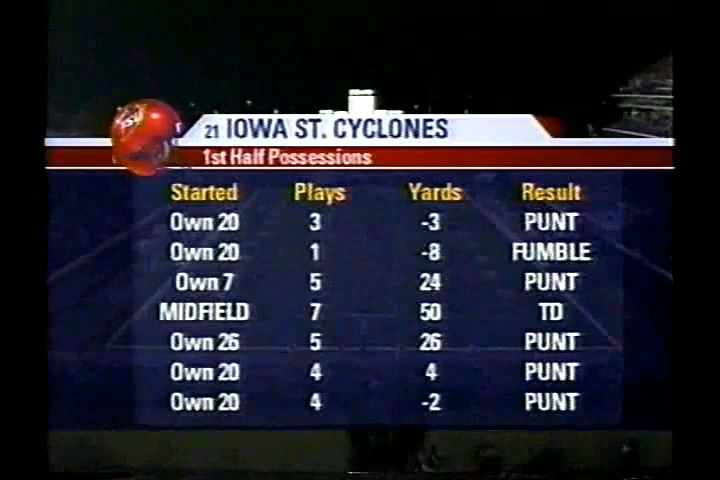 21 IOWA ST. CYCLONES
1st Half Possessions
Started Plays Yards Result
Own 20 3 -3 PUNT
Own 20 1 -8 FUMBLE
Own 7 5 24 PUNT
MIDFIELD 7 50 TD
Own 26 5 26 PUNT
Own 20 4 4 PUNT
Own 20 4 -2 PUNT